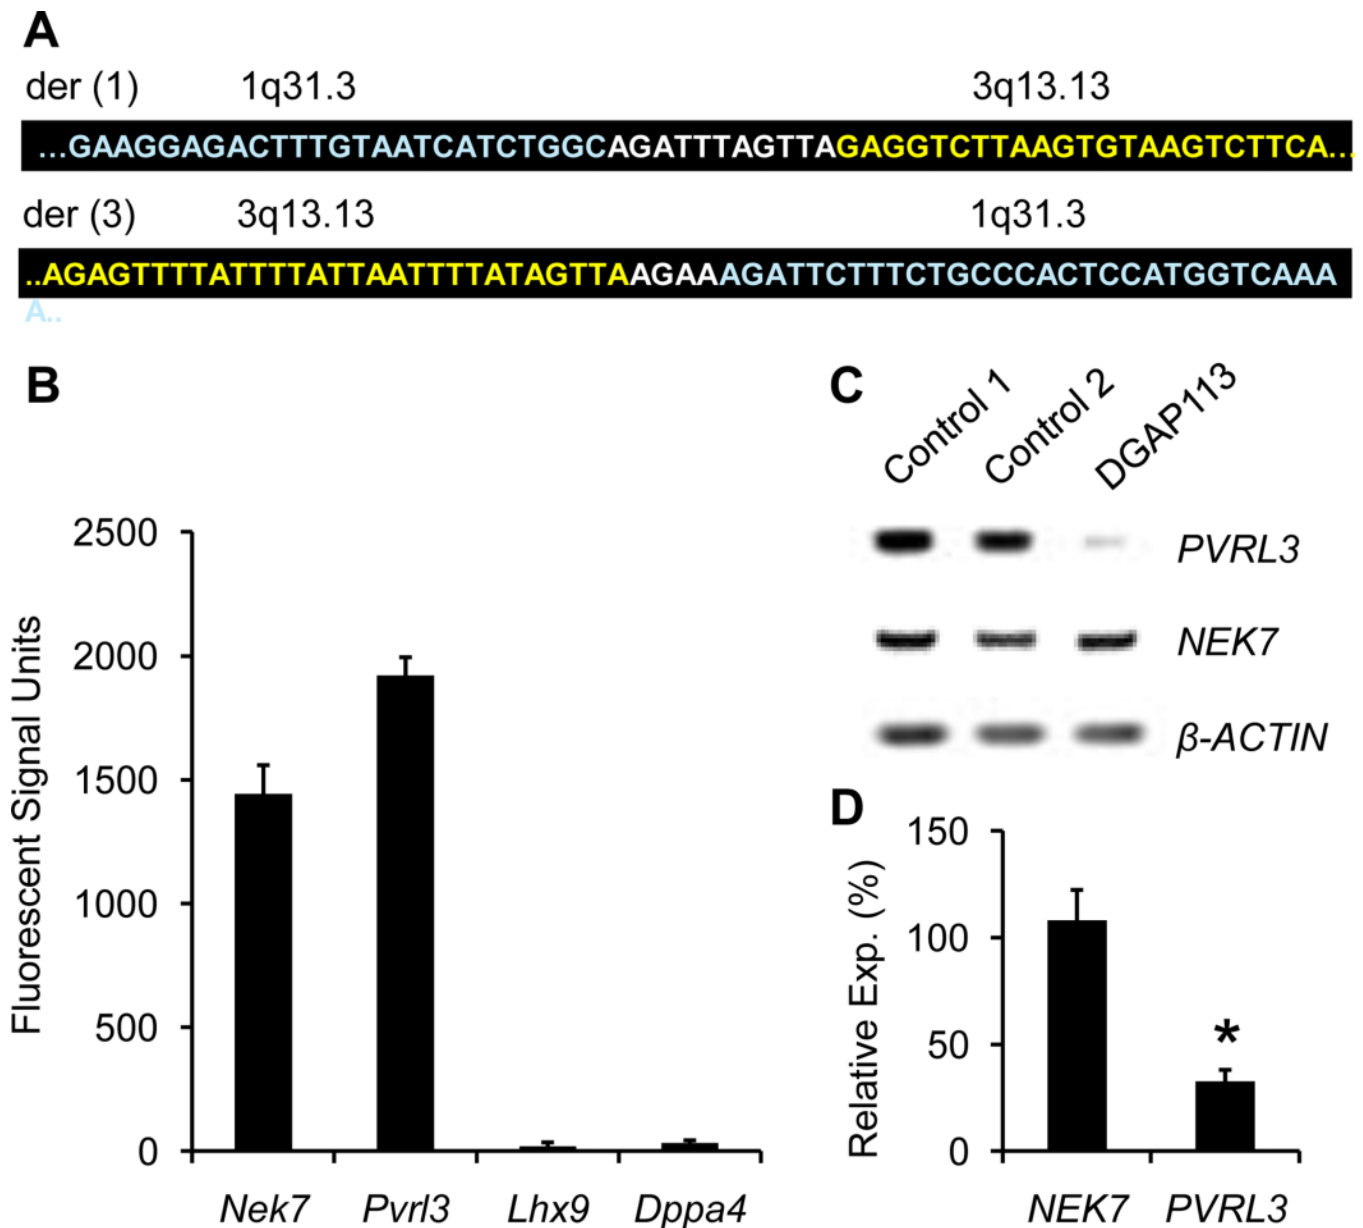 A
der (1) 1q31.3 3q13.13
...GAAGGAGACTTTGTAATCATCTGGCAGATTTAGTTAGAGGTCTTAAGTGTAAGTCTTCA...
der (3) 3q13.13 1q31.3
..AGAGTTTTATTTTATTAATTTTATAGTTAAGAAAGATTCTTTCTGCCCACTCCATGGTCAAA
A..
B
Fluorescent Signal Units
2500
2000
1500
1000
500
0
Nek7 Pvrl3 Lhx9 Dppa4
C
Control 1 Control 2 DGAP113
PVRL3
NEK7
β-ACTIN
D
Relative Exp. (%)
150
100
50
0
*
NEK7 PVRL3